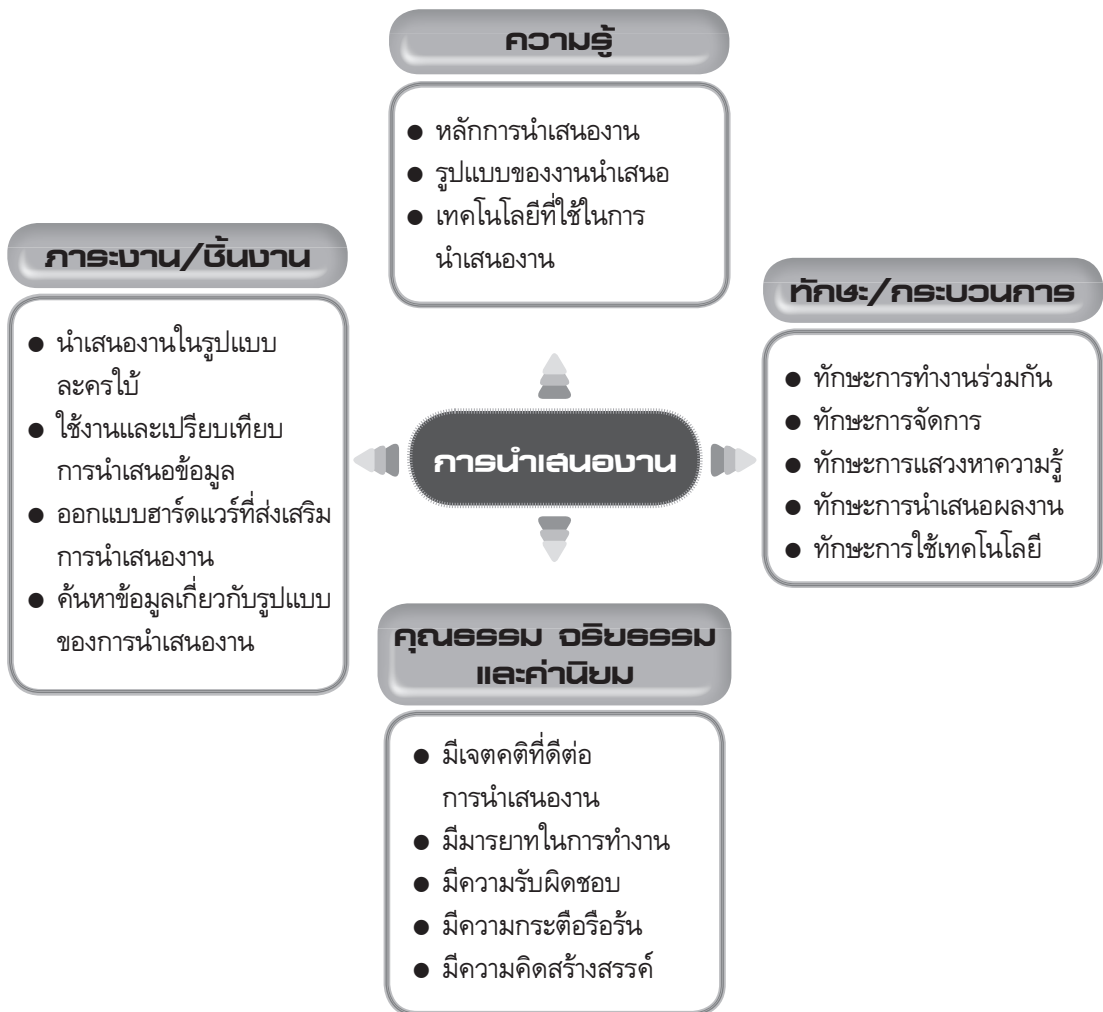 ความรู้
● หลักการนำเสนองาน
● รูปแบบของงานนำเสนอ
● เทคโนโลยีที่ใช้ในการ
นำเสนองาน
ภาระงาน/ชิ้นงาน
● นำเสนองานในรูปแบบ
ละครใบ้
● ใช้งานและเปรียบเทียบ
การนำเสนอข้อมูล
● ออกแบบฮาร์ดแวร์ที่ส่งเสริม
การนำเสนองาน
● ค้นหาข้อมูลเกี่ยวกับรูปแบบ
ของการนำเสนองาน
การนำเสนองาน
ทักษะ/กระบวนการ
● ทักษะการทำงานร่วมกัน
● ทักษะการจัดการ
● ทักษะการแสวงหาความรู้
● ทักษะการนำเสนอผลงาน
● ทักษะการใช้เทคโนโลยี
คุณธรรม จริยธรรม
และค่านิยม
● มีเจตคติที่ดีต่อ
การนำเสนองาน
● มีมารยาทในการทำงาน
● มีความรับผิดชอบ
● มีความกระตือรือร้น
● มีความคิดสร้างสรรค์